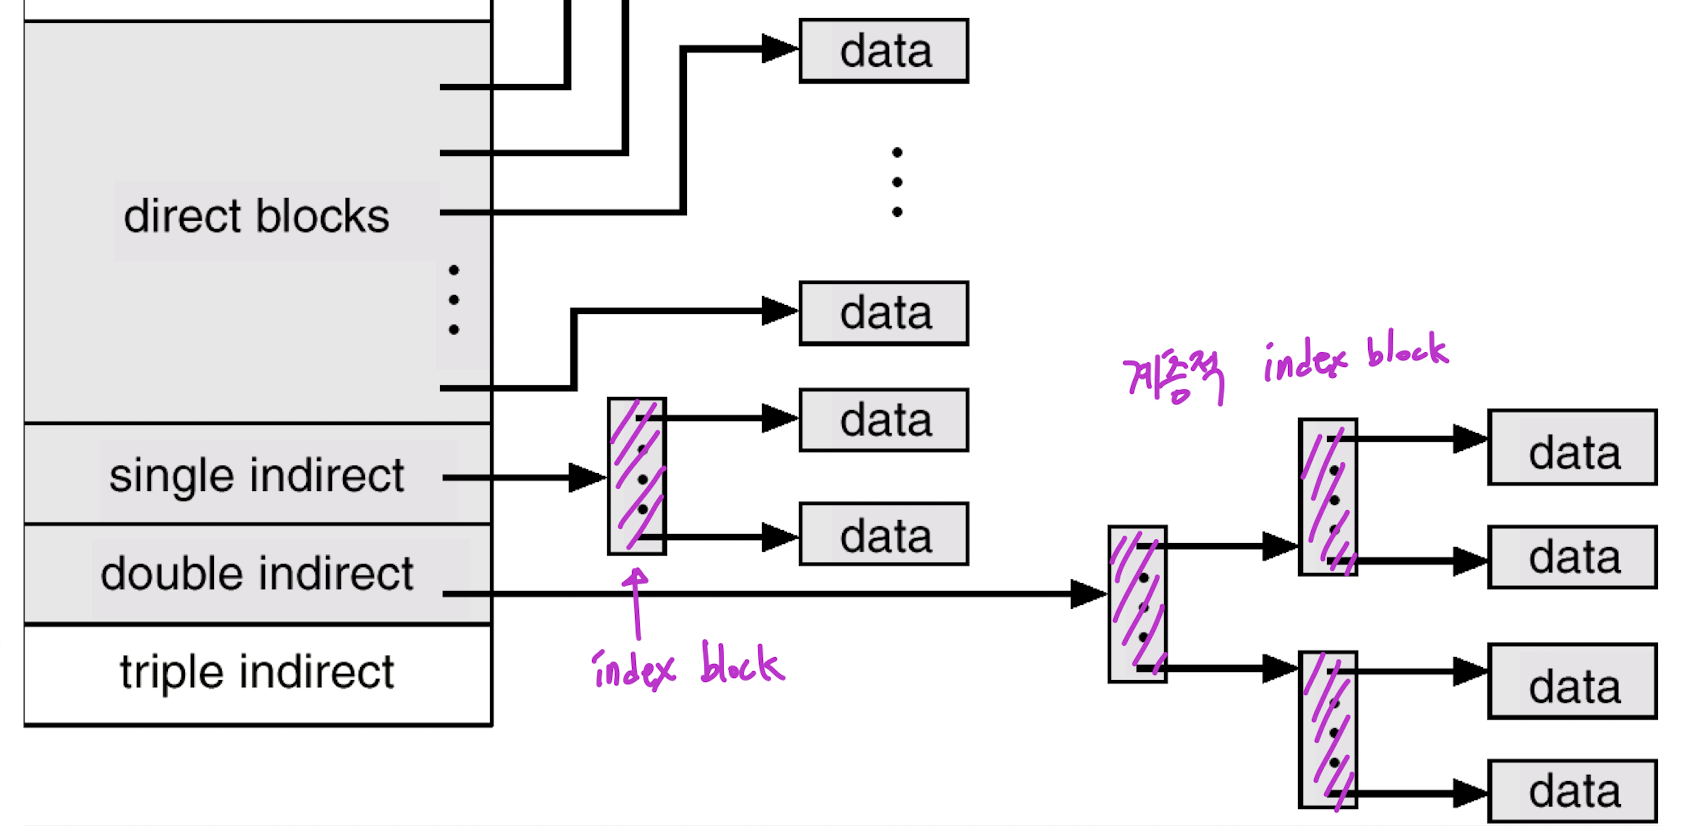 data
direct blocks
data
계층적 index block
data
data
single indirect
data
data
data
double indirect
index block
triple indirect
data
data